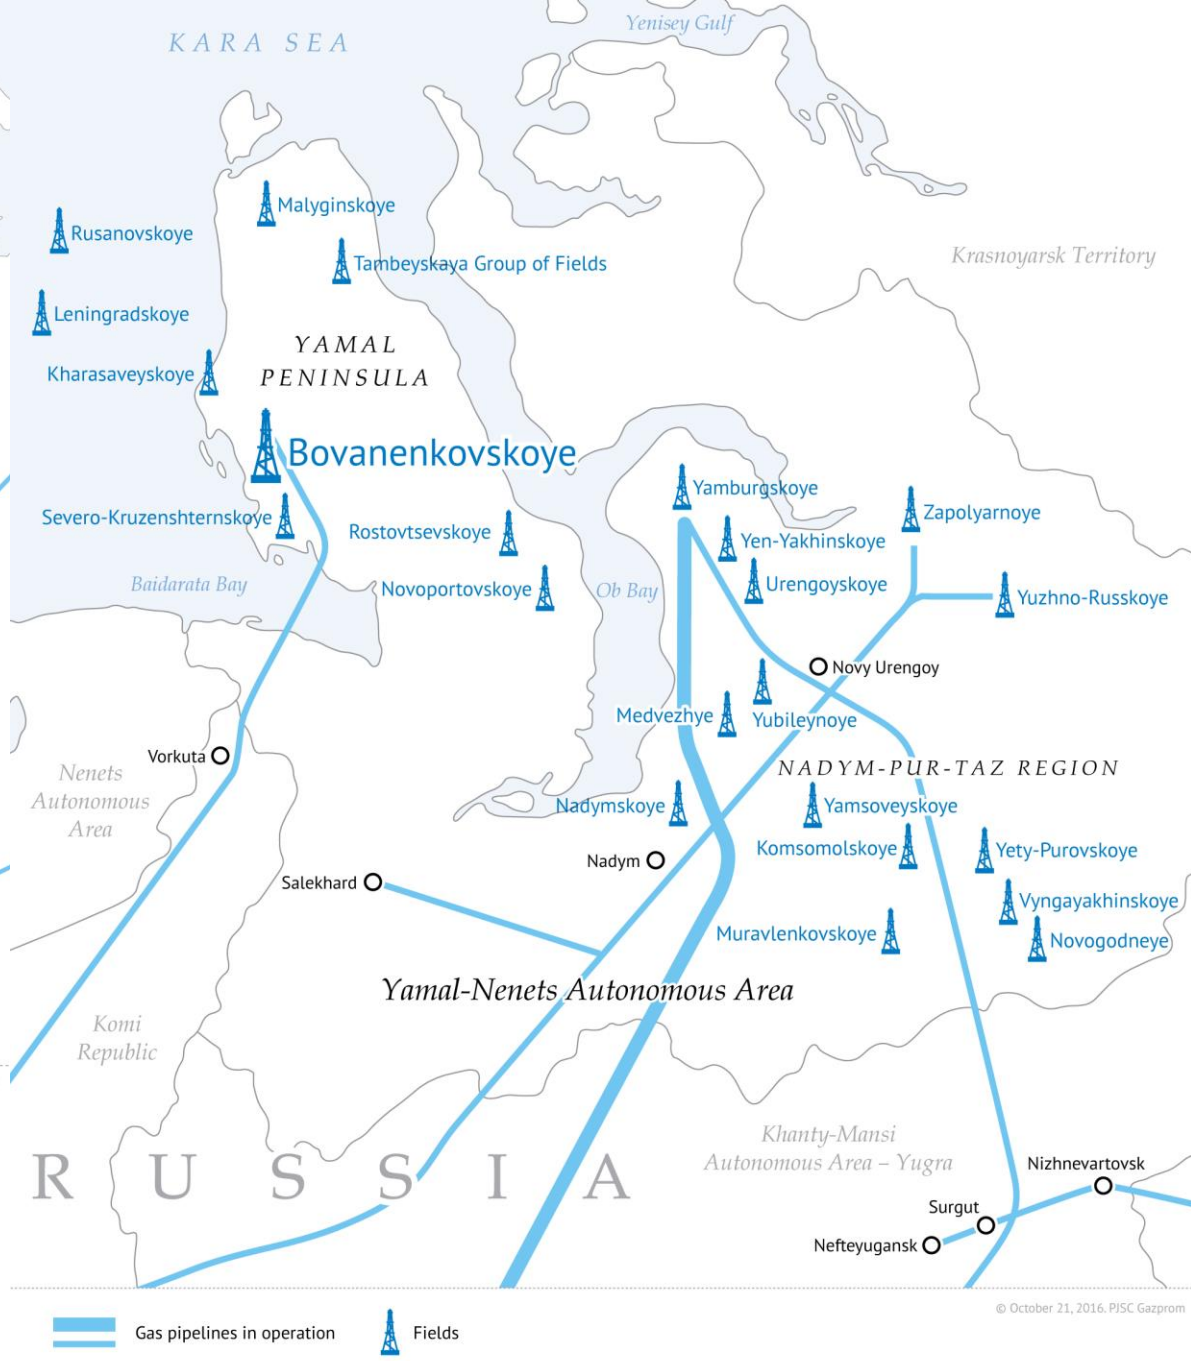 Yenisey Gulf
KARA SEA
Malyginskoye
Rusanovskoye
Krasnoyarsk Territory
Tambeyskaya Group of Fields
Leningradskoye
YAMAL
PENINSULA
Kharasaveyskoye
Bovanenkovskoye
Yamburgskoye
Zapolyarnoye
Severo-Kruzenshternskoye
Rostovtsevskoye
Yen-Yakhinskoye
Baidarata Bay
Novoportovskoye
Ob Bay
Urengoyskoye
Yuzhno-Russkoye
Novy Urengoy
Medvezhye
Yubileynoye
Vorkuta
NADYM-PUR-TAZ REGION
Nenets
Autonomous
Area
Nadymskoye
Yamsoveyskoye
Komsomolskoye
Yety-Purovskoye
Nadym
Salekhard
Vyngayakhinskoye
Muravlenkovskoye
Novogodneye
Yamal-Nenets Autonomous Area
Komi
Republic
Khanty-Mansi
Autonomous Area – Yugra
RUSSIA
Nizhnevartovsk
Surgut
Nefteyugansk
© October 21, 2016. PJSC Gazprom
Gas pipelines in operation
Fields